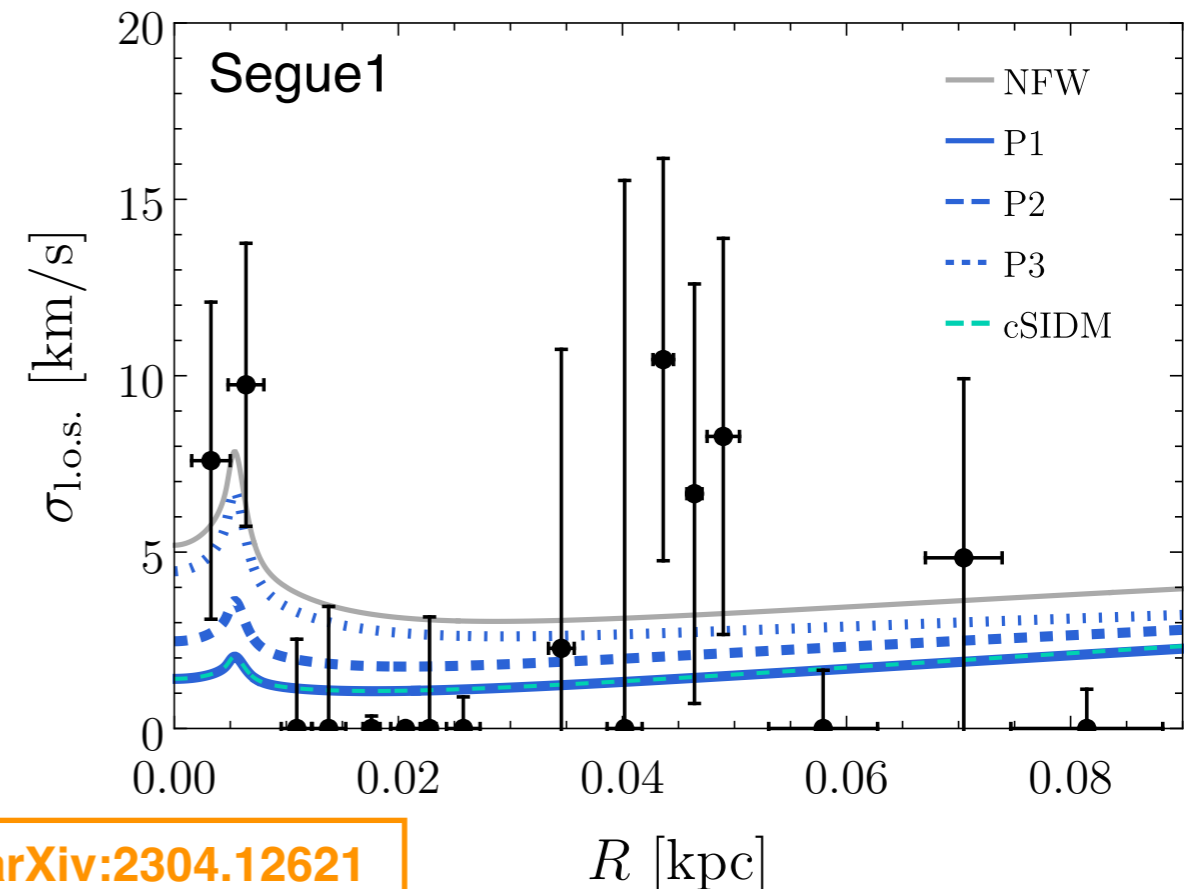 20
Segue1
NFW
P1
15
P2
P3
cSIDM
σl.o.s. [km/s]
10
5
0
0.00 0.02 0.04 0.06 0.08
R [kpc]
arXiv:2304.12621